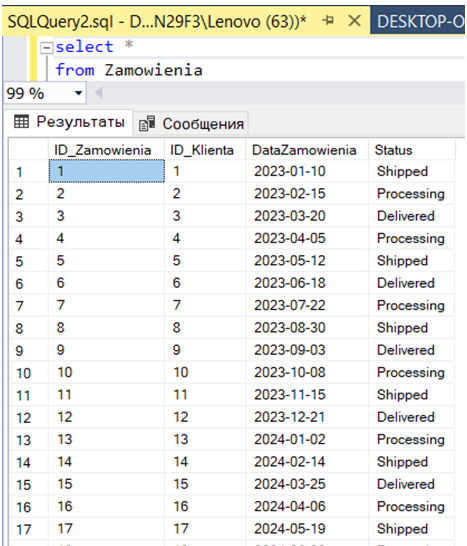 SQLQuery2.sql - D...N29F3\Lenovo (63))* DESKTOP-O
select *
from Zamowienia
99 %
Результаты Сообщения
ID_Zamowienia ID_Klienta DataZamowienia Status
1 1 1 2023-01-10 Shipped
2 2 2 2023-02-15 Processing
3 3 3 2023-03-20 Delivered
4 4 4 2023-04-05 Processing
5 5 5 2023-05-12 Shipped
6 6 6 2023-06-18 Delivered
7 7 7 2023-07-22 Processing
8 8 8 2023-08-30 Shipped
9 9 9 2023-09-03 Delivered
10 10 10 2023-10-08 Processing
11 11 11 2023-11-15 Shipped
12 12 12 2023-12-21 Delivered
13 13 13 2024-01-02 Processing
14 14 14 2024-02-14 Shipped
15 15 15 2024-03-25 Delivered
16 16 16 2024-04-06 Processing
17 17 17 2024-05-19 Shipped